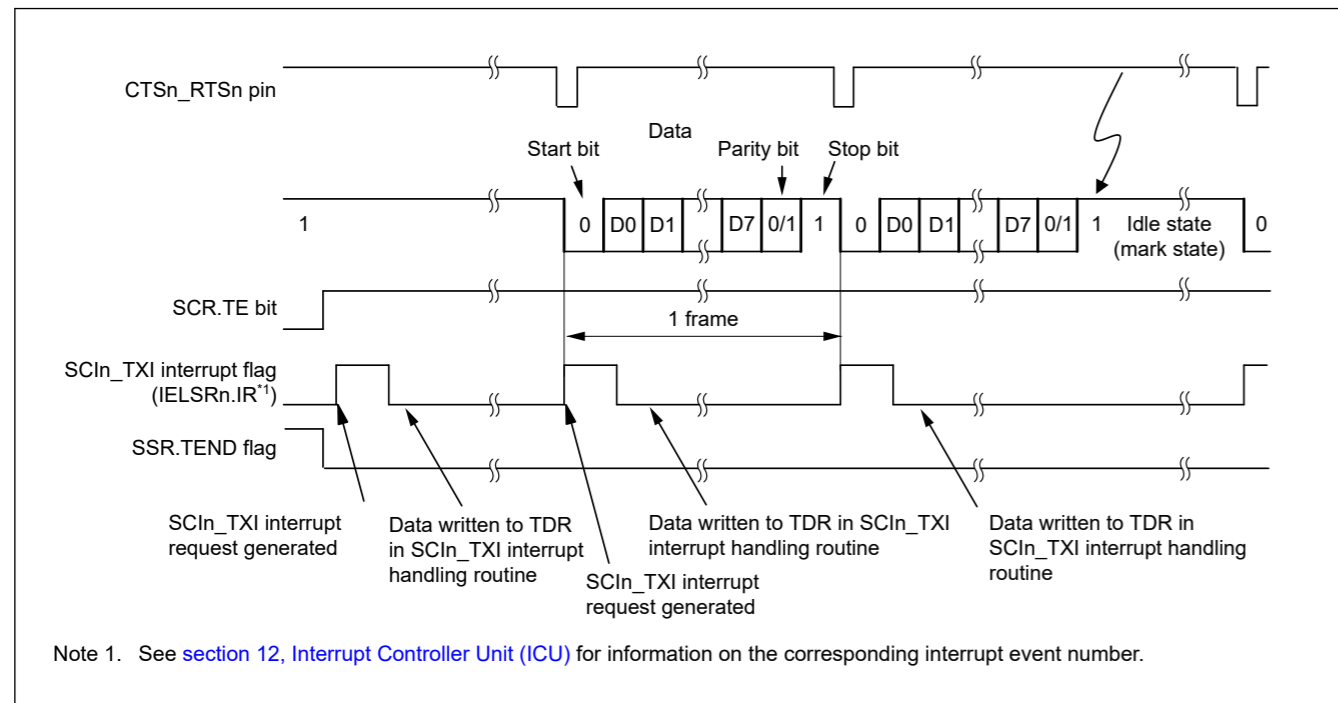 CTSn_RTSn pin
Data
Start bit
Parity bit
Stop bit
1
0
D0
D1
D7
0/1
1
0
D0
D1
D7
0/1
1
Idle state
(mark state)
0
SCR.TE bit
1 frame
SCIn_TXI interrupt flag
(IELSRn.IR*1)
SSR.TEND flag
SCIn_TXI interrupt
request generated
Data written to TDR
in SCIn_TXI interrupt
handling routine
SCIn_TXI interrupt
request generated
Data written to TDR in SCIn_TXI
interrupt handling routine
Data written to TDR in
SCIn_TXI interrupt handling
routine
Note 1. See section 12, Interrupt Controller Unit (ICU) for information on the corresponding interrupt event number.